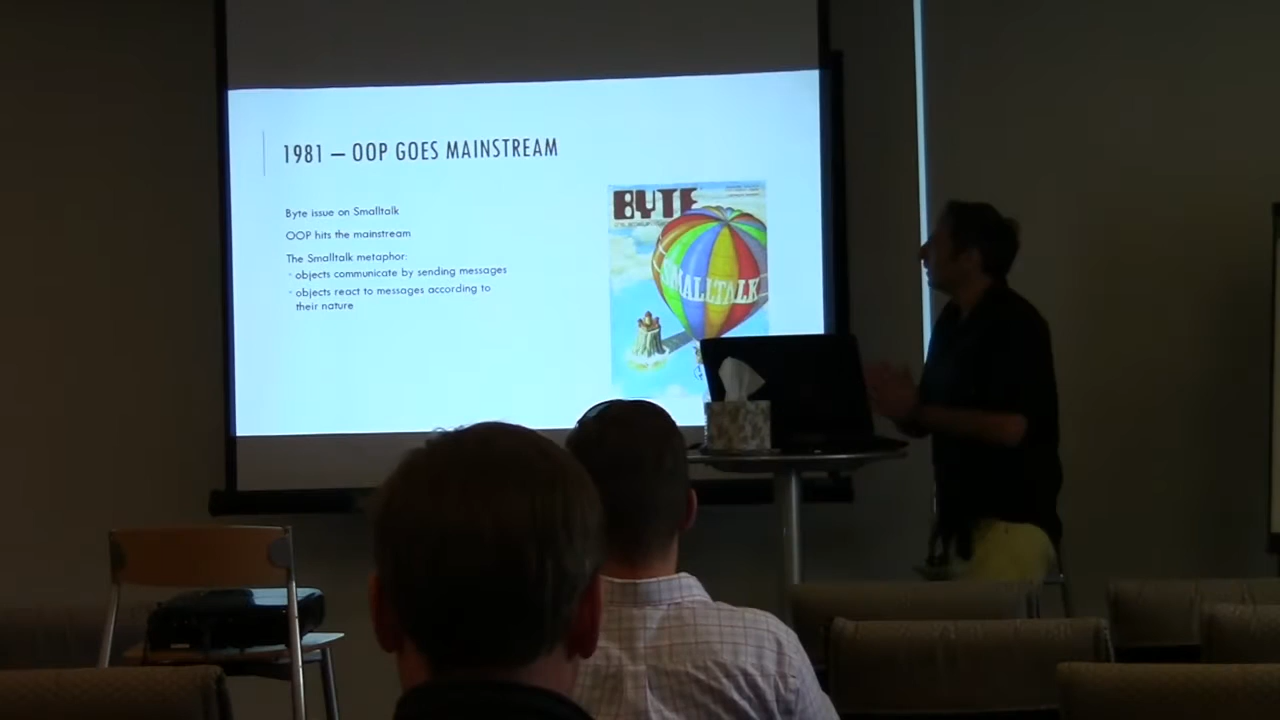 1981 – OOP GOES MAINSTREAM
Byte issue on Smalltalk
OOP hits the mainstream
The Smalltalk metaphor:
◦ objects communicate by sending messages
◦ objects react to messages according to
their nature
BYTE
SMALLTALK